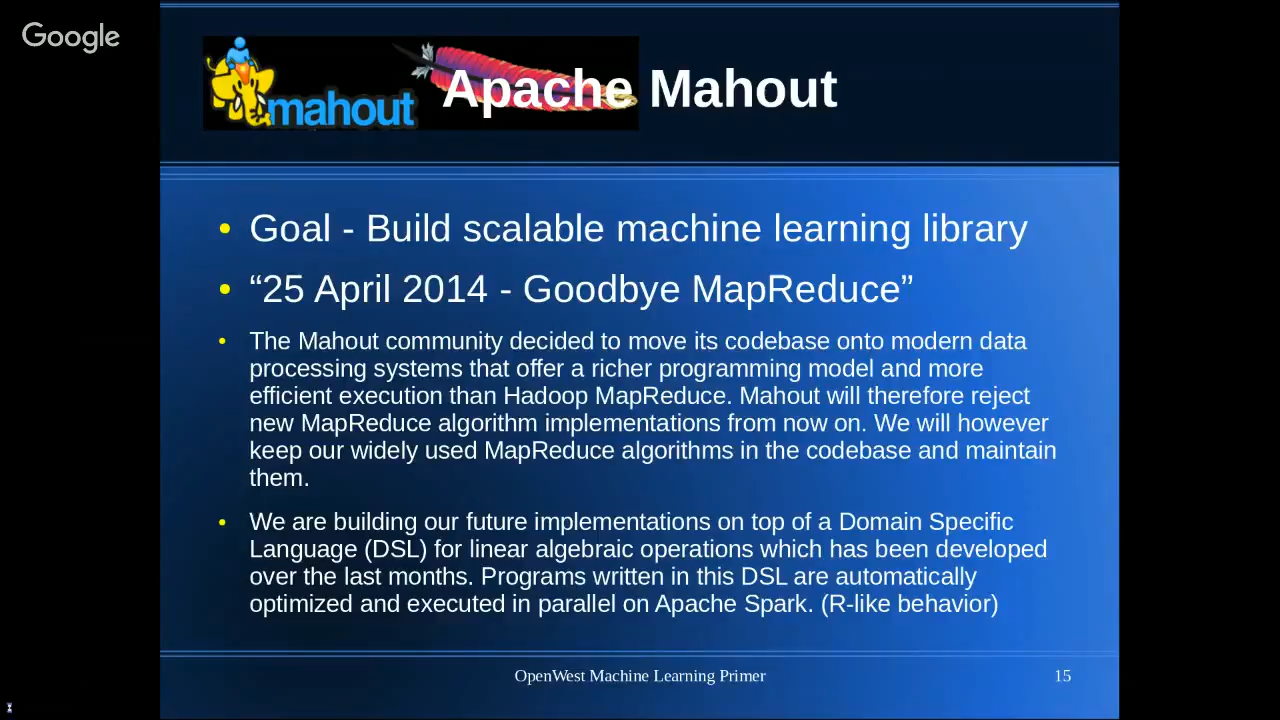 Google
mahout
Apache Mahout
• Goal - Build scalable machine learning library
• “25 April 2014 - Goodbye MapReduce”
• The Mahout community decided to move its codebase onto modern data
processing systems that offer a richer programming model and more
efficient execution than Hadoop MapReduce. Mahout will therefore reject
new MapReduce algorithm implementations from now on. We will however
keep our widely used MapReduce algorithms in the codebase and maintain
them.
• We are building our future implementations on top of a Domain Specific
Language (DSL) for linear algebraic operations which has been developed
over the last months. Programs written in this DSL are automatically
optimized and executed in parallel on Apache Spark. (R-like behavior)
OpenWest Machine Learning Primer
15